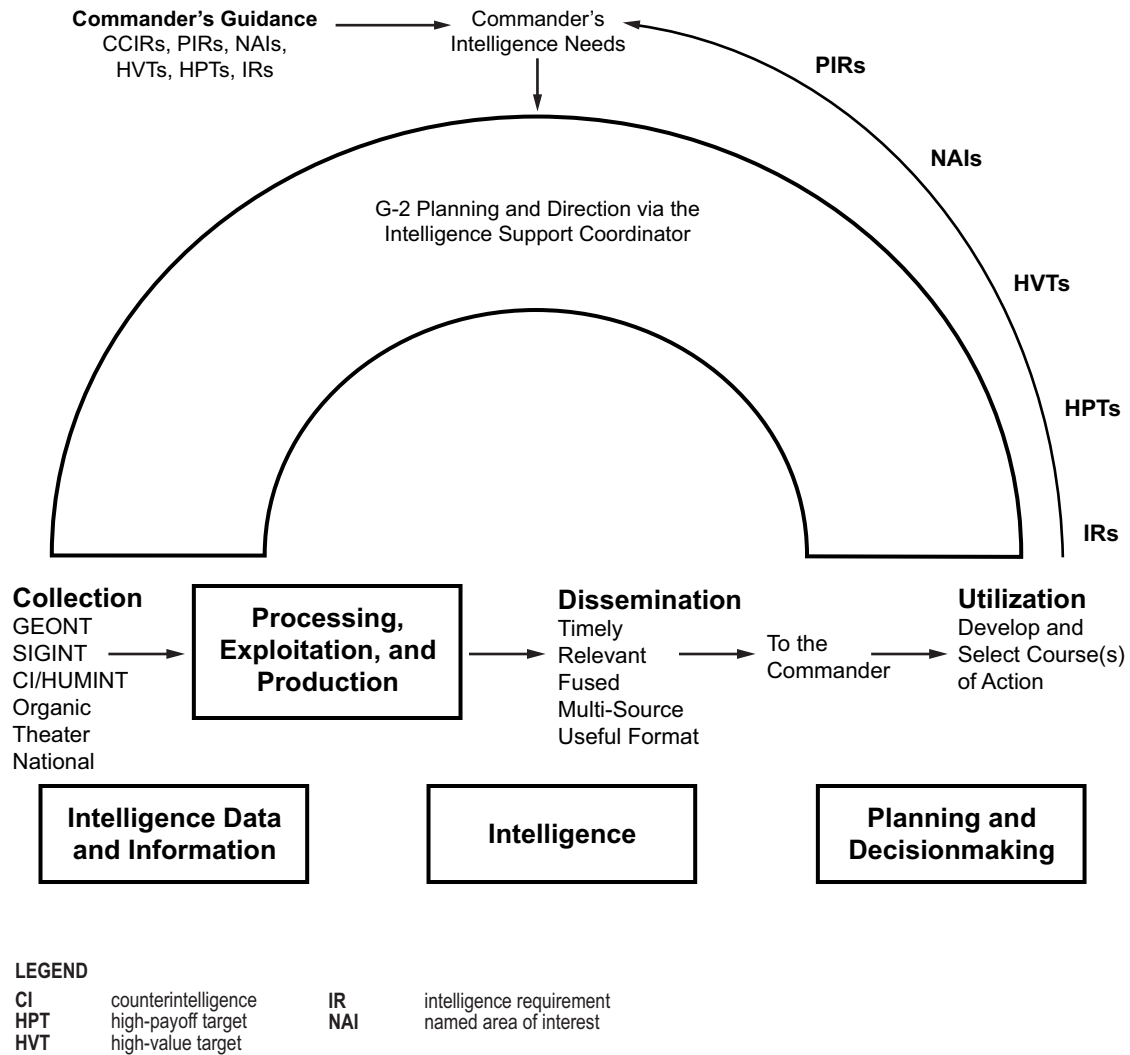 Commander’s Guidance
CCIRs, PIRs, NAIs,
HVTs, HPTs, IRs
Commander’s
Intelligence Needs
PIRs
NAIs
HVTs
HPTs
IRs
G-2 Planning and Direction via the
Intelligence Support Coordinator
Collection
GEONT
SIGINT
CI/HUMINT
Organic
Theater
National
Processing,
Exploitation, and
Production
Dissemination
Timely
Relevant
Fused
Multi-Source
Useful Format
To the
Commander
Utilization
Develop and
Select Course(s)
of Action
Intelligence Data
and Information
Intelligence
Planning and
Decisionmaking
LEGEND
CI counterintelligence
HPT high-payoff target
HVT high-value target
IR intelligence requirement
NAI named area of interest